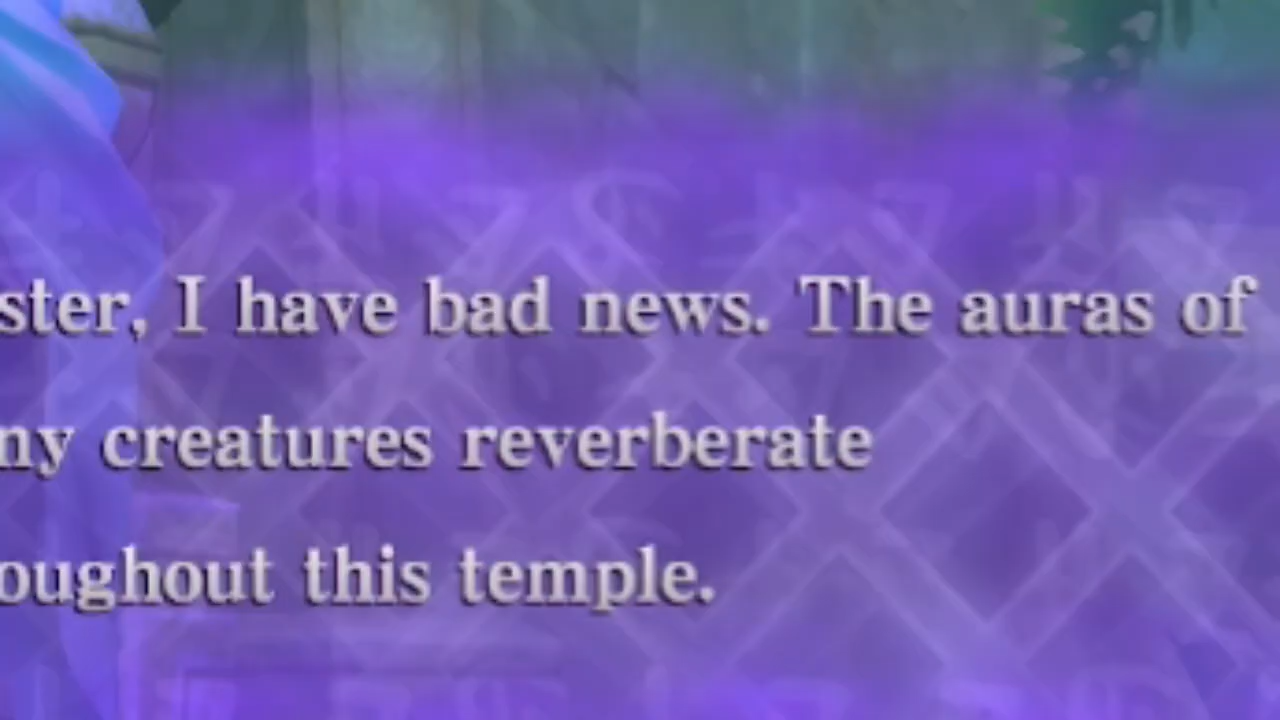 ster, I have bad news. The auras of
ny creatures reverberate
oughout this temple.